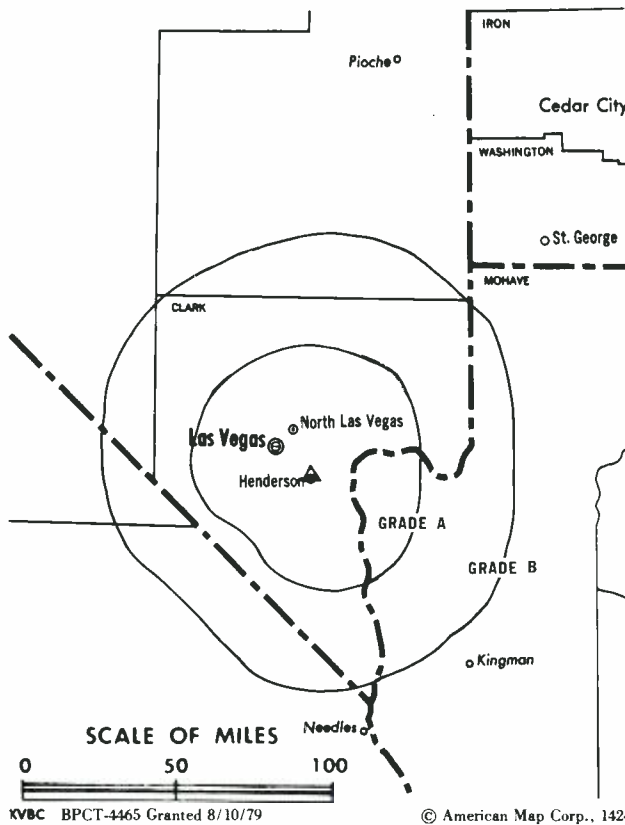 IRON
Pioche
Cedar City
WASHINGTON
St. George
MOHAVE
CLARK
North Las Vegas
Las Vegas
Henderson
GRADE A
GRADE B
Kingman
Needles
SCALE OF MILES
0 50 100
KVBC BPCT-4465 Granted 8/10/79 © American Map Corp., 1424